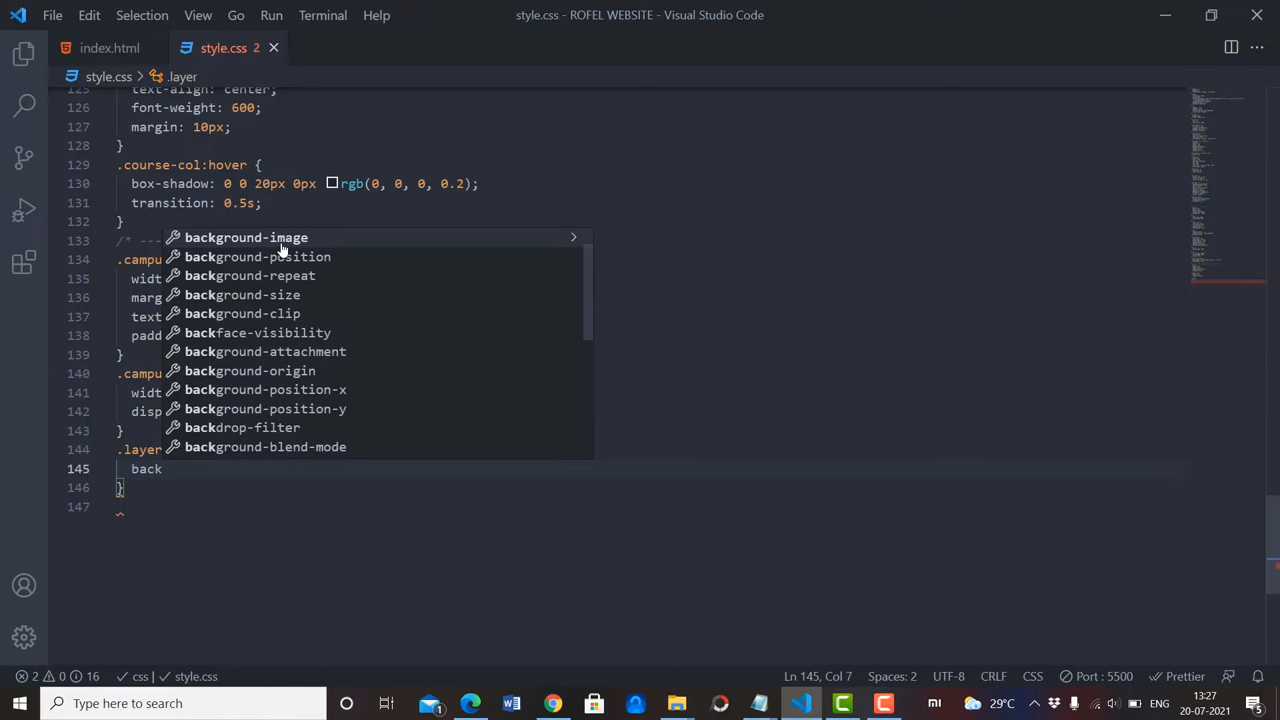 File Edit Selection View Go Run Terminal Help style.css - ROFEL WEBSITE - Visual Studio Code
index.html style.css 2
style.css > .layer
125 text-align: center;
126 font-weight: 600;
127 margin: 10px;
128 }
129 .course-col:hover {
130 box-shadow: 0 0 20px 0px rgb(0, 0, 0, 0.2);
131 transition: 0.5s;
132 }
133 /* ---
134 .campu
135 width
136 marg
137 text
138 padd
139 }
140 .campu
141 widt
142 disp
143 }
144 .layer
145 back
146 }
147
background-image
background-position
background-repeat
background-size
background-clip
backface-visibility
background-attachment
background-origin
background-position-x
background-position-y
backdrop-filter
background-blend-mode
2 0 16 css | style.css Ln 145, Col 7 Spaces: 2 UTF-8 CRLF CSS Port : 5500 Prettier
Type here to search 1 mi 29°C ENG 13:27 20-07-2021